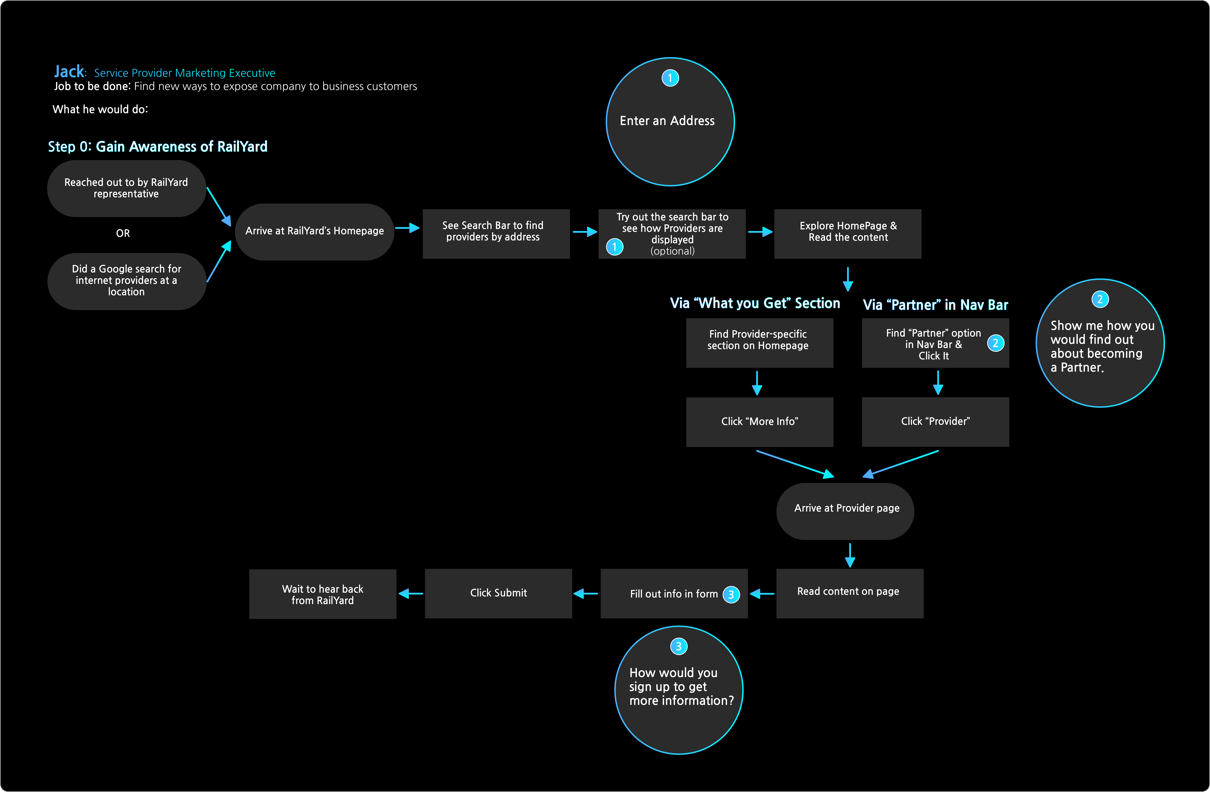 Jack: Service Provider Marketing Executive
Job to be done: Find new ways to expose company to business customers
What he would do:
Step 0: Gain Awareness of RailYard
Reached out to by RailYard
representative
OR
Did a Google search for
internet providers at a
location
Arrive at RailYard's Homepage
See Search Bar to find
providers by address
Try out the search bar to
see how Providers are
displayed
(optional)
1
Explore HomePage &
Read the content
1
Enter an Address
Via “What you Get” Section
Find Provider-specific
section on Homepage
Click “More Info”
Via “Partner” in Nav Bar
Find “Partner” option
in Nav Bar &
Click It
2
Click “Provider”
2
Show me how you
would find out
about becoming
a Partner.
Arrive at Provider page
Read content on page
Fill out info in form
3
Click Submit
Wait to hear back
from RailYard
3
How would you
sign up to get
more information?